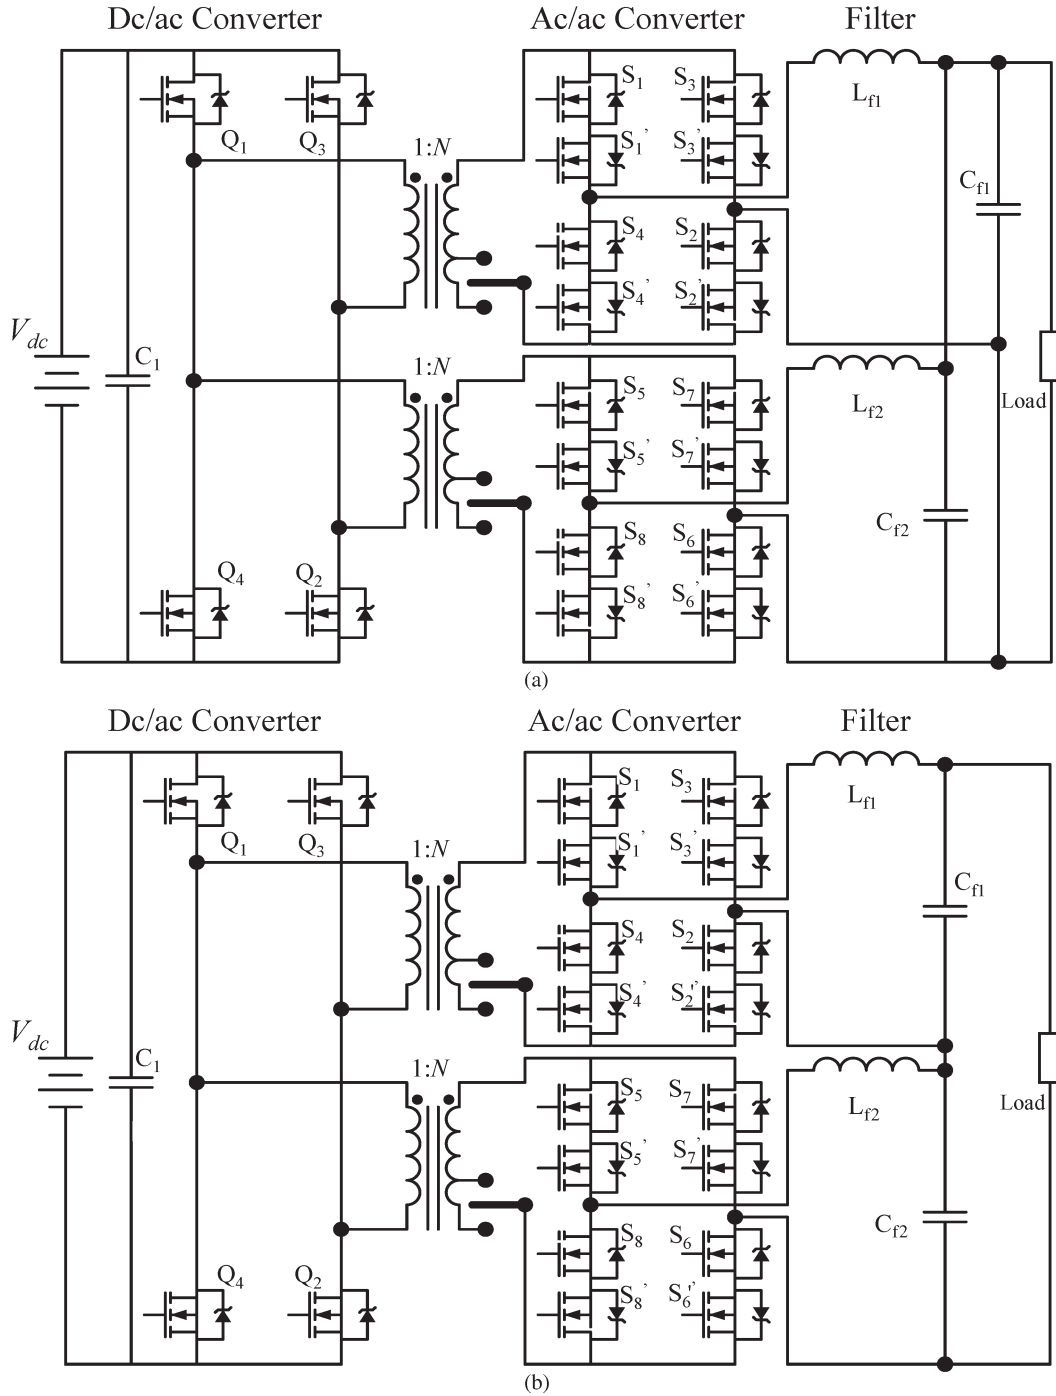 Dc/ac Converter Ac/ac Converter Filter
S1 S3
Lf1
Q1 Q3 S1' S3'
1:N
Cf1
S4 S2
S4' S2'
Vdc
C1
1:N
S5 S7
Lf2
Load
S5' S7'
Cf2
S8 S6
Q4 Q2
S8' S6'
(a)
Dc/ac Converter Ac/ac Converter Filter
S1 S3
Lf1
Q1 Q3 S1' S3'
1:N
Cf1
S4 S2
S4' S2''
Vdc
C1
1:N
S5 S7
Lf2
Load
S5' S7'
Cf2
S8 S6
Q4 Q2
S8' S6''
(b)